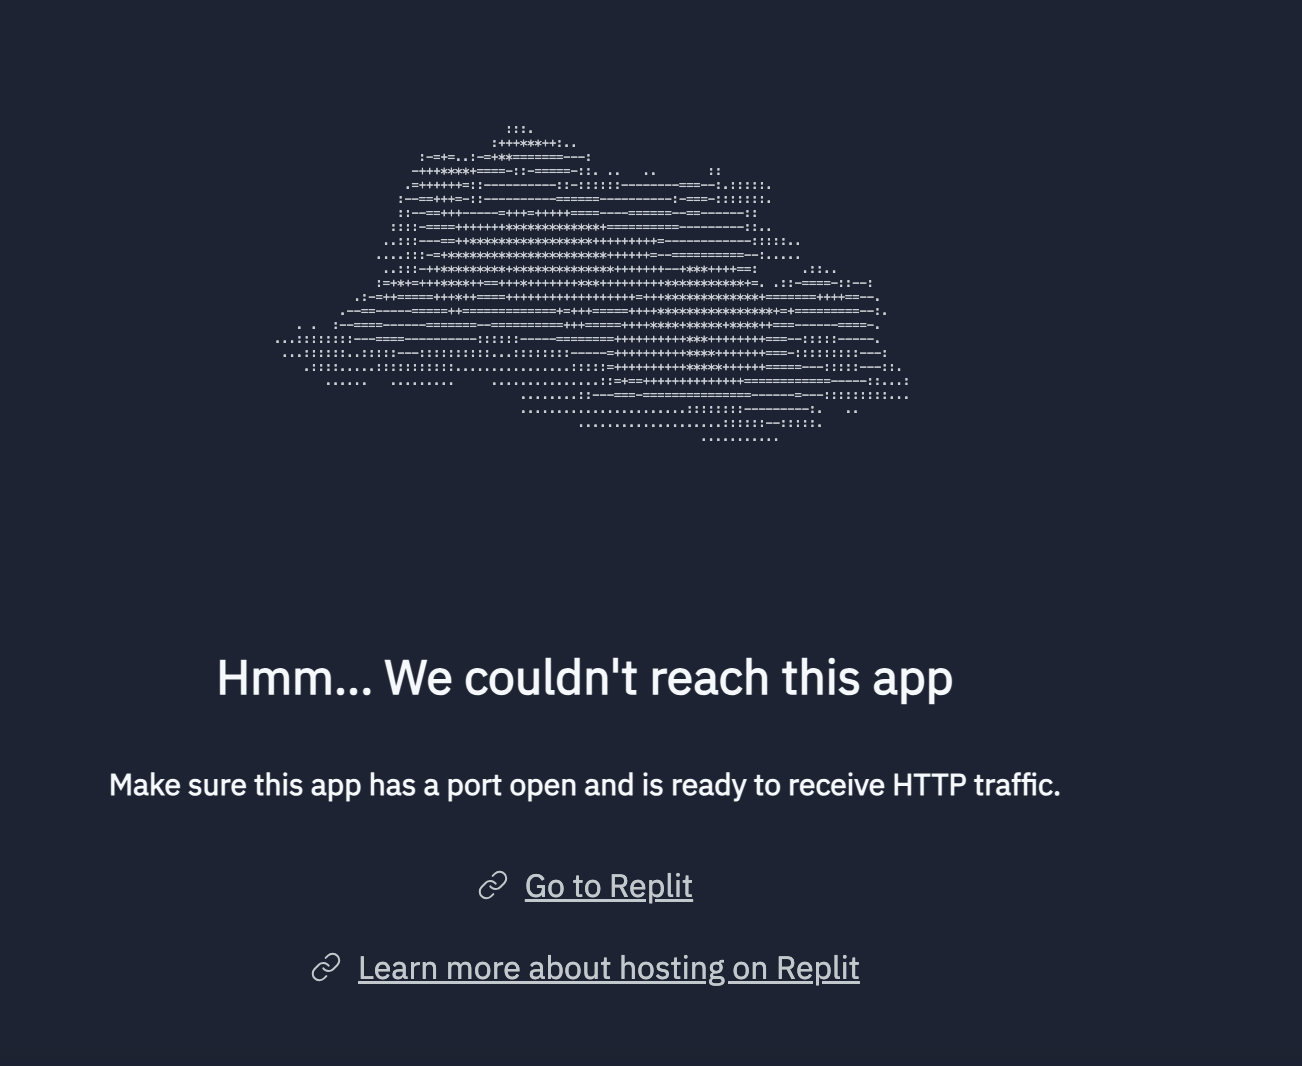 Hmm... We couldn't reach this app
Make sure this app has a port open and is ready to receive HTTP traffic.
Go to Replit
Learn more about hosting on Replit